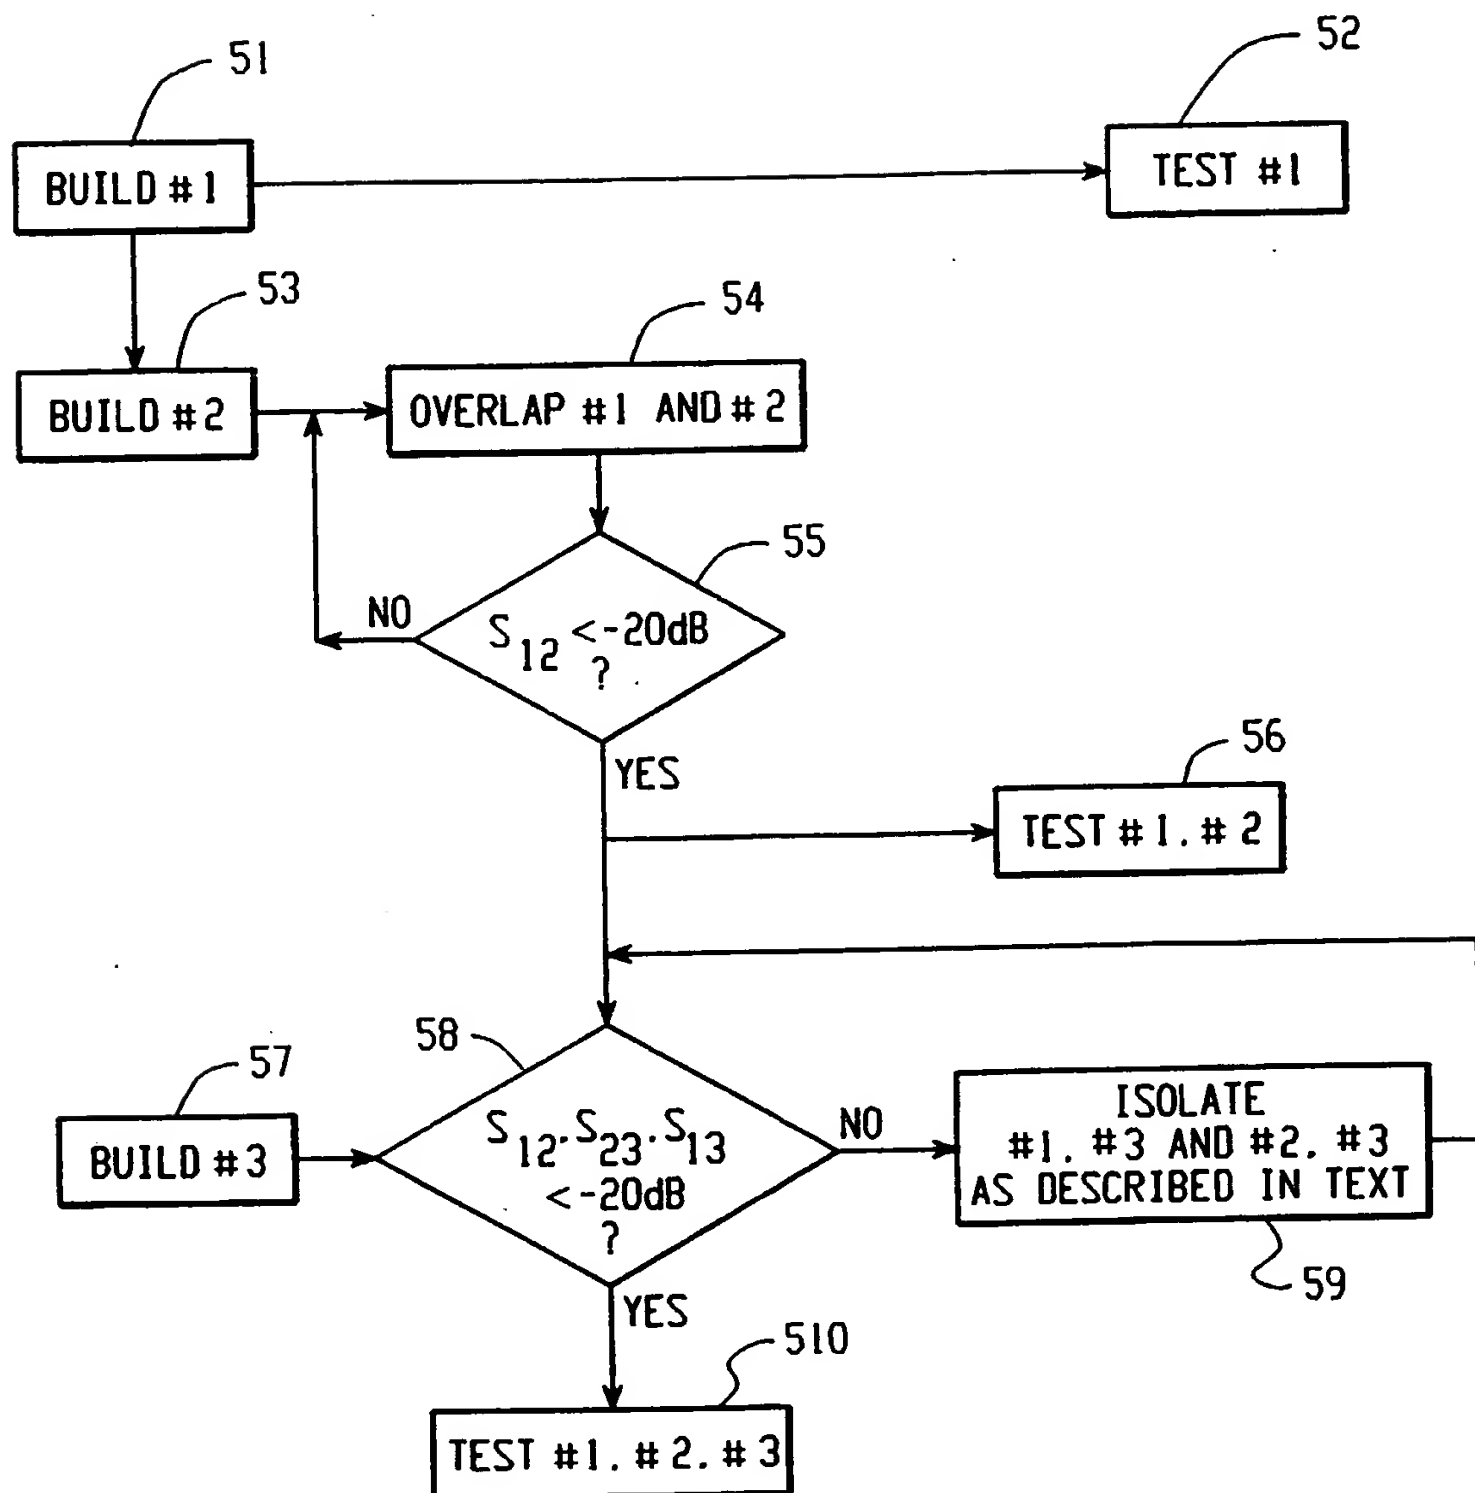 51
52
BUILD #1
TEST #1
53
54
BUILD #2
OVERLAP #1 AND #2
55
NO
S12 <-20dB
?
YES
56
TEST #1. #2
58
57
BUILD #3
S12.S23.S13
<-20dB
?
NO
ISOLATE
#1. #3 AND #2. #3
AS DESCRIBED IN TEXT
59
YES
510
TEST #1. #2. #3